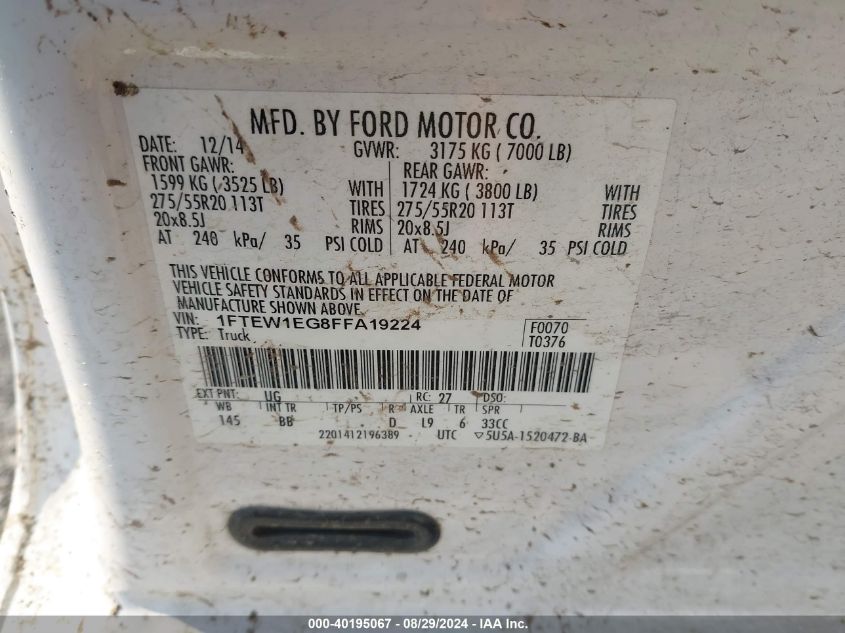 MFD. BY FORD MOTOR CO.
DATE: 12/14 GVWR: 3175 KG ( 7000 LB)
FRONT GAWR: REAR GAWR:
1599 KG ( 3525 LB) WITH 1724 KG ( 3800 LB) WITH
275/55R20 113T TIRES 275/55R20 113T TIRES
20x8.5J RIMS 20x8.5J RIMS
AT 240 kPa/ 35 PSI COLD AT 240 kPa/ 35 PSI COLD
THIS VEHICLE CONFORMS TO ALL APPLICABLE FEDERAL MOTOR
VEHICLE SAFETY STANDARDS IN EFFECT ON THE DATE OF
MANUFACTURE SHOWN ABOVE.
VIN: 1FTEW1EG8FFA19224 F0070
TYPE: Truck T0376
EXT PNT: UG RC: 27 DSO:
WB INT TR TP/PS R AXLE TR SPR
145 BB D L9 6 33CC
2201412196389 UTC ▽5U5A-1520472-BA
000-40195067 - 08/29/2024 - IAA Inc.